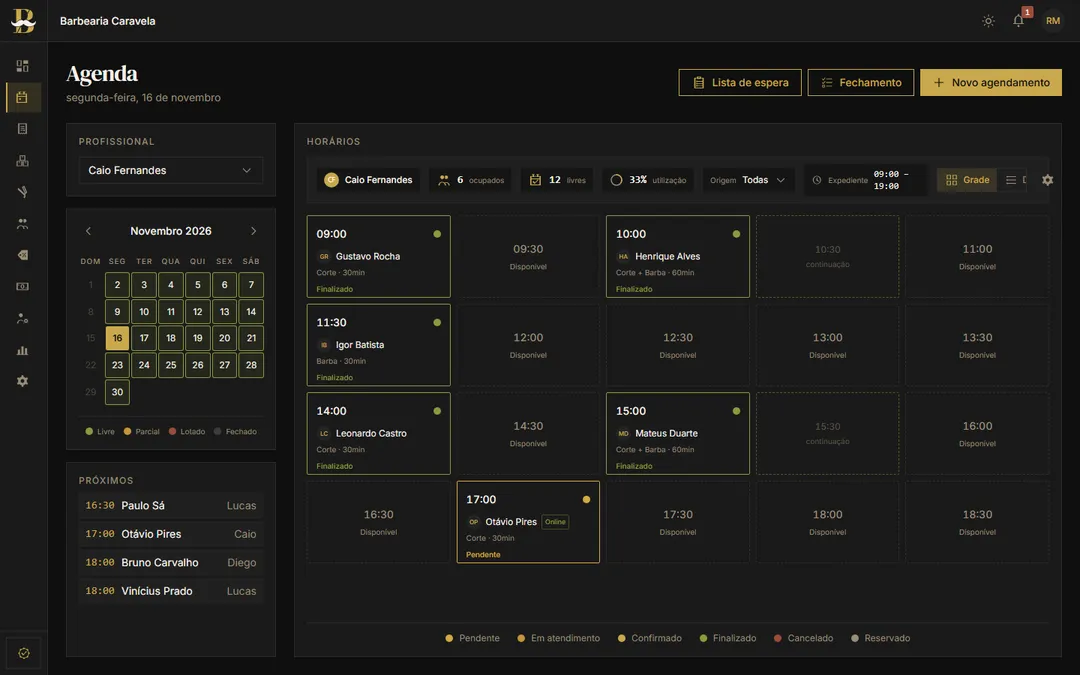 B
Barbearia Caravela
1
RM
Agenda
segunda-feira, 16 de novembro
Lista de espera
Fechamento
Novo agendamento
PROFISSIONAL
Caio Fernandes
Novembro 2026
DOM SEG TER QUA QUI SEX SÁB
1 2 3 4 5 6 7
8 9 10 11 12 13 14
15 16 17 18 19 20 21
22 23 24 25 26 27 28
29 30
Livre Parcial Lotado Fechado
PRÓXIMOS
16:30 Paulo Sá Lucas
17:00 Otávio Pires Caio
18:00 Bruno Carvalho Diego
18:00 Vinícius Prado Lucas
HORÁRIOS
CF Caio Fernandes
6 ocupados
12 livres
33% utilização
Origem Todas
Expediente 09:00 –
19:00
Grade
09:00
GR Gustavo Rocha
Corte · 30min
Finalizado
09:30
Disponível
10:00
HA Henrique Alves
Corte + Barba · 60min
Finalizado
10:30
continuação
11:00
Disponível
11:30
IB Igor Batista
Barba · 30min
Finalizado
12:00
Disponível
12:30
Disponível
13:00
Disponível
13:30
Disponível
14:00
LC Leonardo Castro
Corte · 30min
Finalizado
14:30
Disponível
15:00
MD Mateus Duarte
Corte + Barba · 60min
Finalizado
15:30
continuação
16:00
Disponível
16:30
Disponível
17:00
OP Otávio Pires Online
Corte · 30min
Pendente
17:30
Disponível
18:00
Disponível
18:30
Disponível
Pendente Em atendimento Confirmado Finalizado Cancelado Reservado